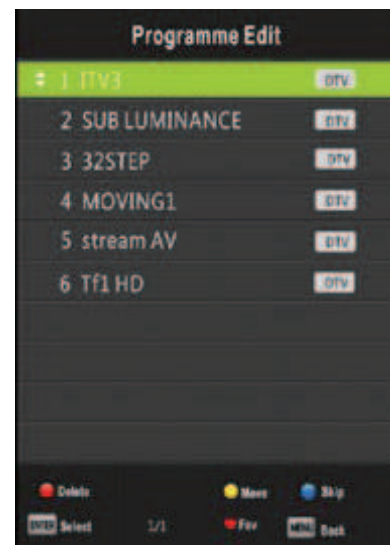 Programme Edit
1 ITV3 DTV
2 SUB LUMINANCE DTV
3 32STEP DTV
4 MOVING1 DTV
5 stream AV DTV
6 Tf1 HD DTV
Delete Move Skip
ENTER Select 1/1 Fav MENU Back